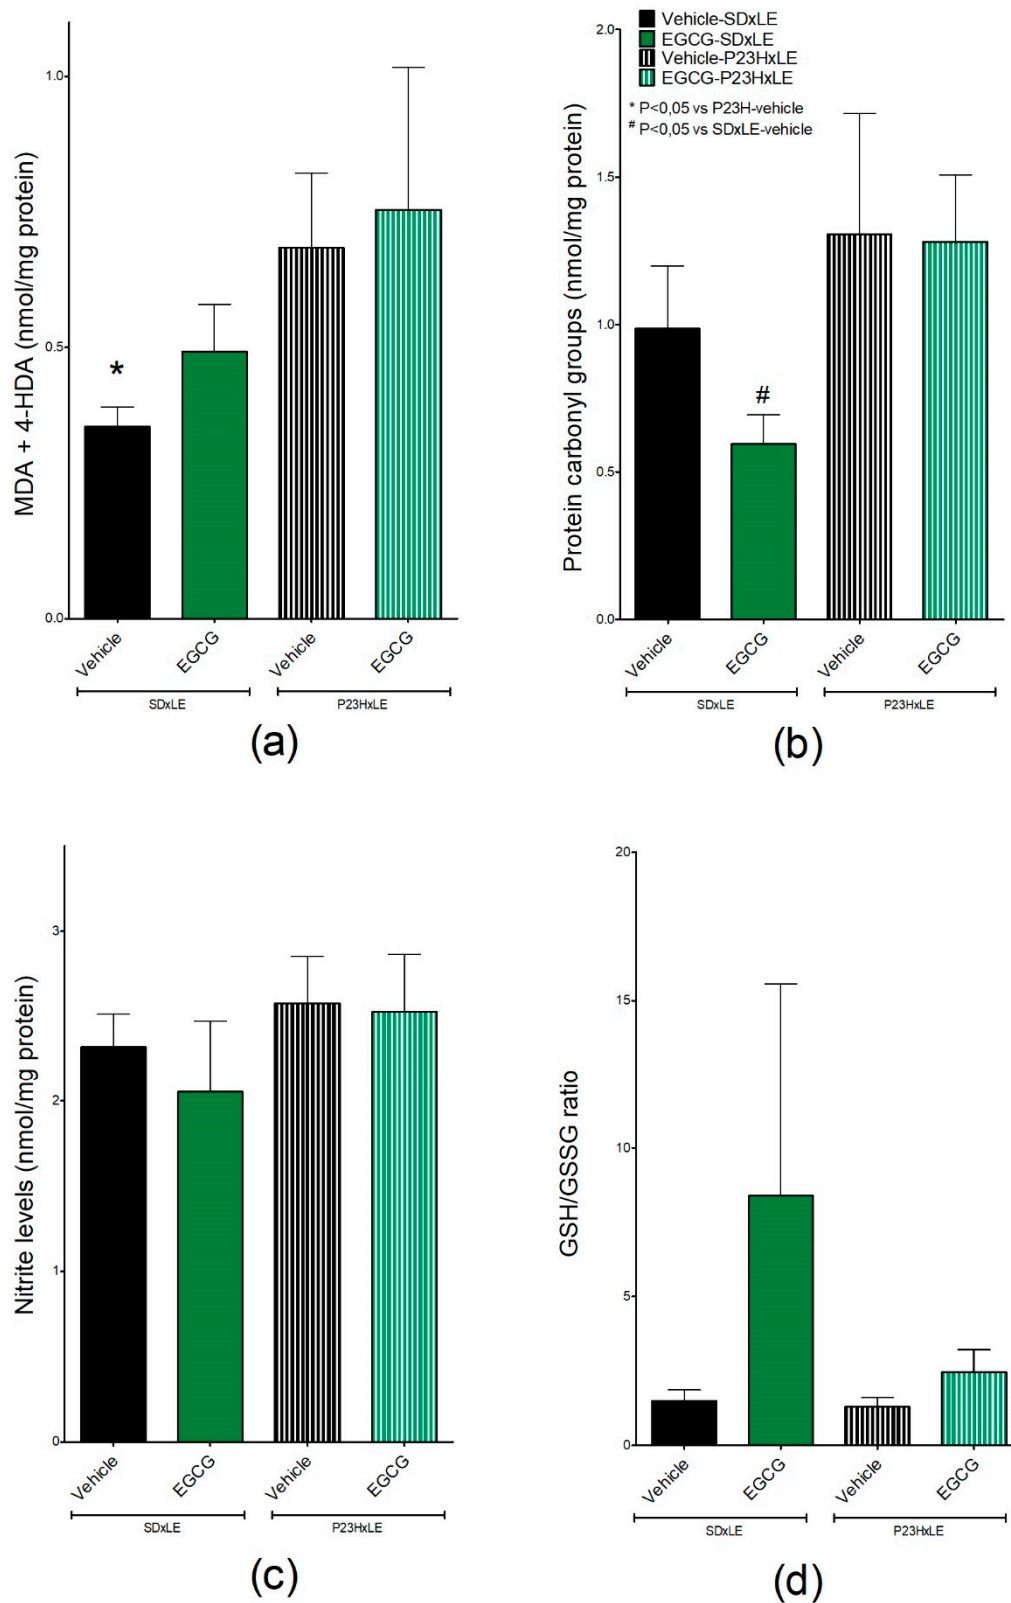 MDA + 4-HDA (nmol/mg protein)
1.0
0.5
0.0
*
Vehicle
EGCG
Vehicle
EGCG
SDxLE
P23HxLE
(a)
Vehicle-SDxLE
EGCG-SDxLE
Vehicle-P23HxLE
EGCG-P23HxLE
* P<0,05 vs P23H-vehicle
# P<0,05 vs SDxLE-vehicle
Protein carbonyl groups (nmol/mg protein)
2.0
1.5
1.0
0.5
0.0
#
Vehicle
EGCG
Vehicle
EGCG
SDxLE
P23HxLE
(b)
Nitrite levels (nmol/mg protein)
3
2
1
0
Vehicle
EGCG
Vehicle
EGCG
SDxLE
P23HxLE
(c)
GSH/GSSG ratio
20
15
10
5
0
Vehicle
EGCG
Vehicle
EGCG
SDxLE
P23HxLE
(d)